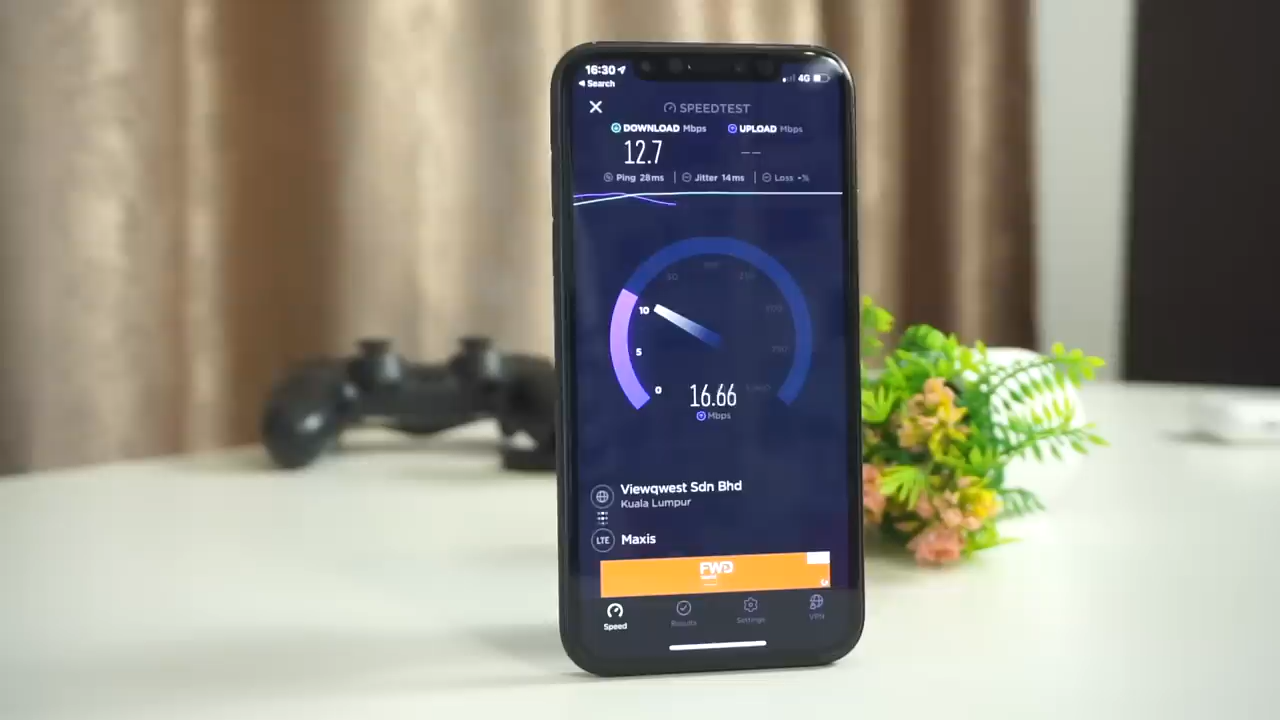 16:30
4G
Search
SPEEDTEST
DOWNLOAD Mbps UPLOAD Mbps
12.7 --
Ping 28ms Jitter 14ms Loss -%
10
5
0
16.66
Mbps
Viewqwest Sdn Bhd
Kuala Lumpur
LTE Maxis
FWD
Speed Results Settings VPN